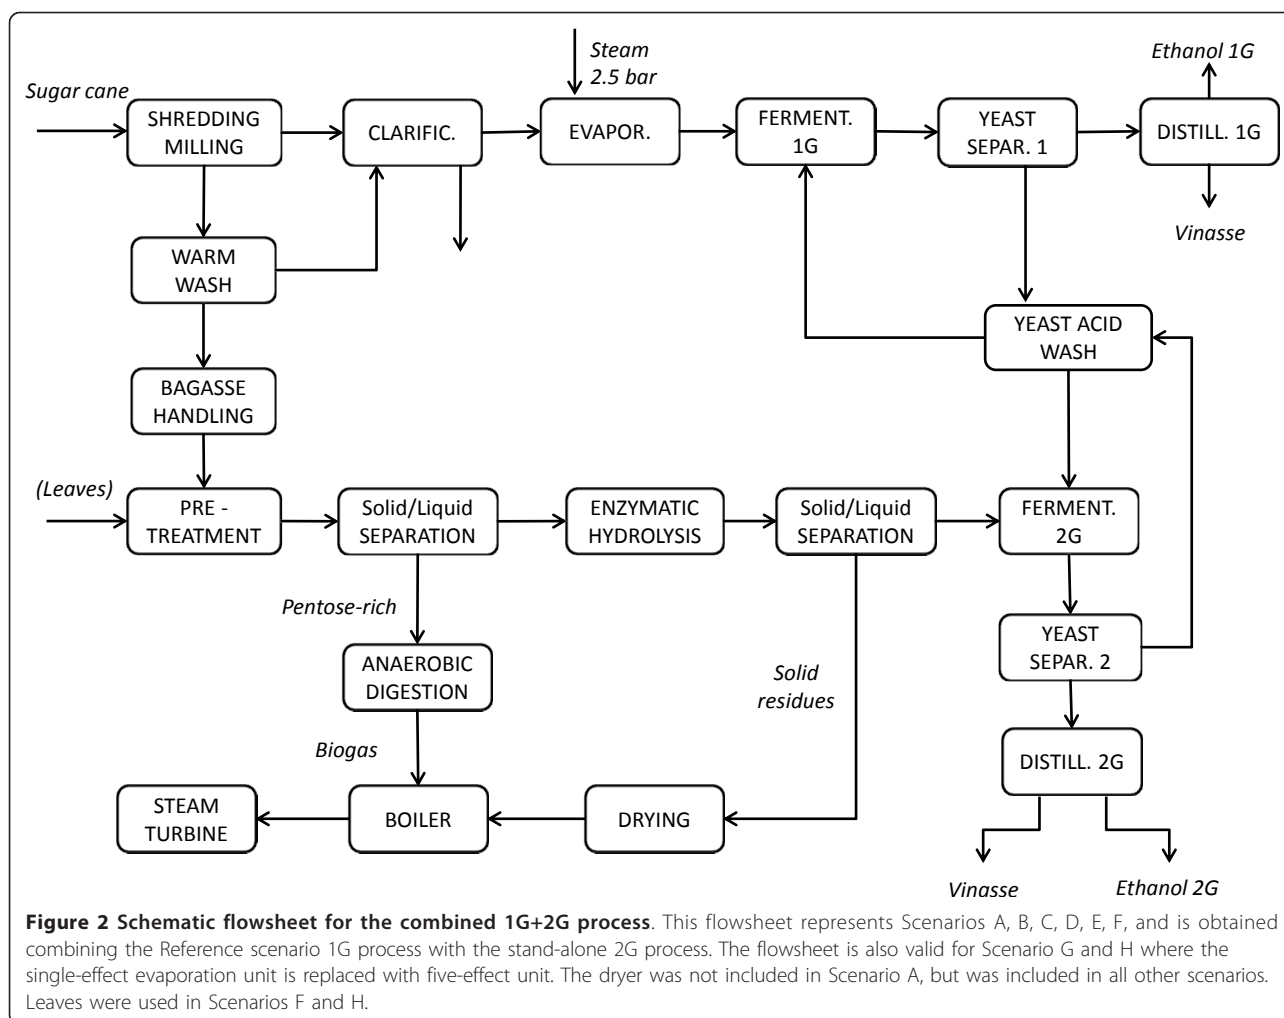 Steam
2.5 bar
Ethanol 1G
Sugar cane
SHREDDING
MILLING
CLARIFIC.
EVAPOR.
FERMENT.
1G
YEAST
SEPAR. 1
DISTILL. 1G
Vinasse
WARM
WASH
YEAST ACID
WASH
BAGASSE
HANDLING
(Leaves)
PRE -
TREATMENT
Solid/Liquid
SEPARATION
ENZYMATIC
HYDROLYSIS
Solid/Liquid
SEPARATION
FERMENT.
2G
Pentose-rich
ANAEROBIC
DIGESTION
YEAST
SEPAR. 2
Solid
residues
Biogas
DISTILL. 2G
STEAM
TURBINE
BOILER
DRYING
Vinasse
Ethanol 2G
Figure 2 Schematic flowsheet for the combined 1G+2G process. This flowsheet represents Scenarios A, B, C, D, E, F, and is obtained
combining the Reference scenario 1G process with the stand-alone 2G process. The flowsheet is also valid for Scenario G and H where the
single-effect evaporation unit is replaced with five-effect unit. The dryer was not included in Scenario A, but was included in all other scenarios.
Leaves were used in Scenarios F and H.